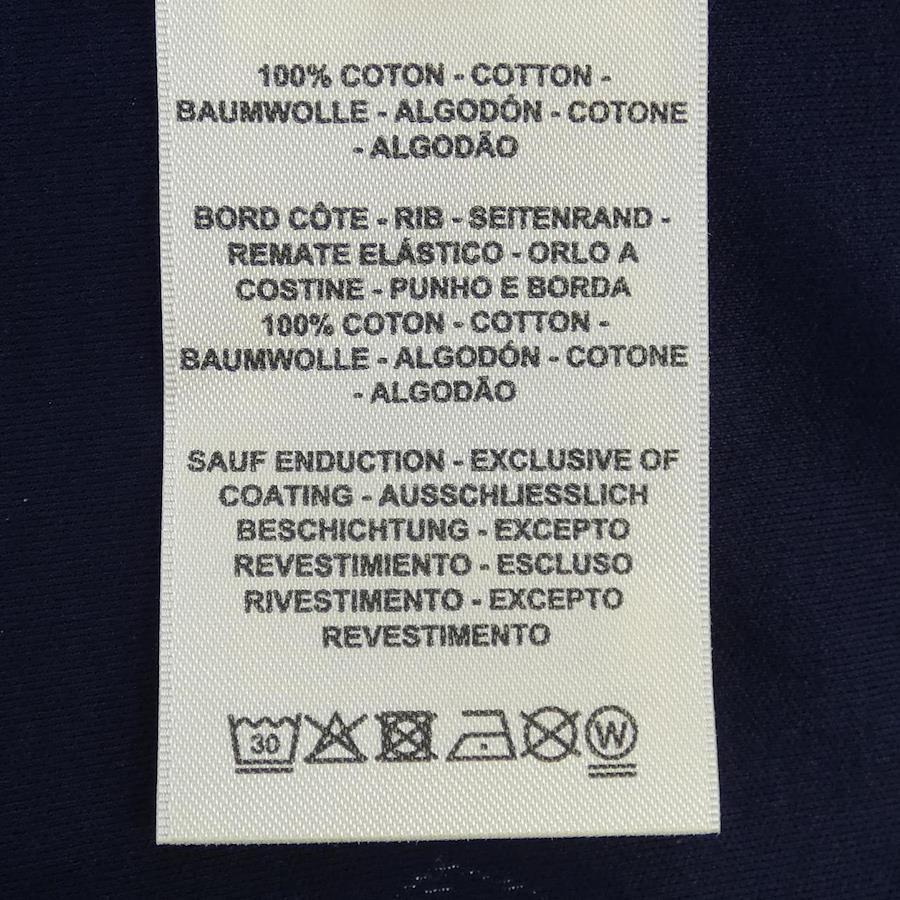 100% COTON - COTTON -
BAUMWOLLE - ALGODÓN - COTONE
- ALGODÃO
BORD CÔTE - RIB - SEITENRAND -
REMATE ELÁSTICO - ORLO A
COSTINE - PUNHO E BORDA
100% COTON - COTTON -
BAUMWOLLE - ALGODÓN - COTONE
- ALGODÃO
SAUF ENDUCTION - EXCLUSIVE OF
COATING - AUSSCHLIESSLICH
BESCHICHTUNG - EXCEPTO
REVESTIMIENTO - ESCLUSO
RIVESTIMENTO - EXCEPTO
REVESTIMENTO
30 W